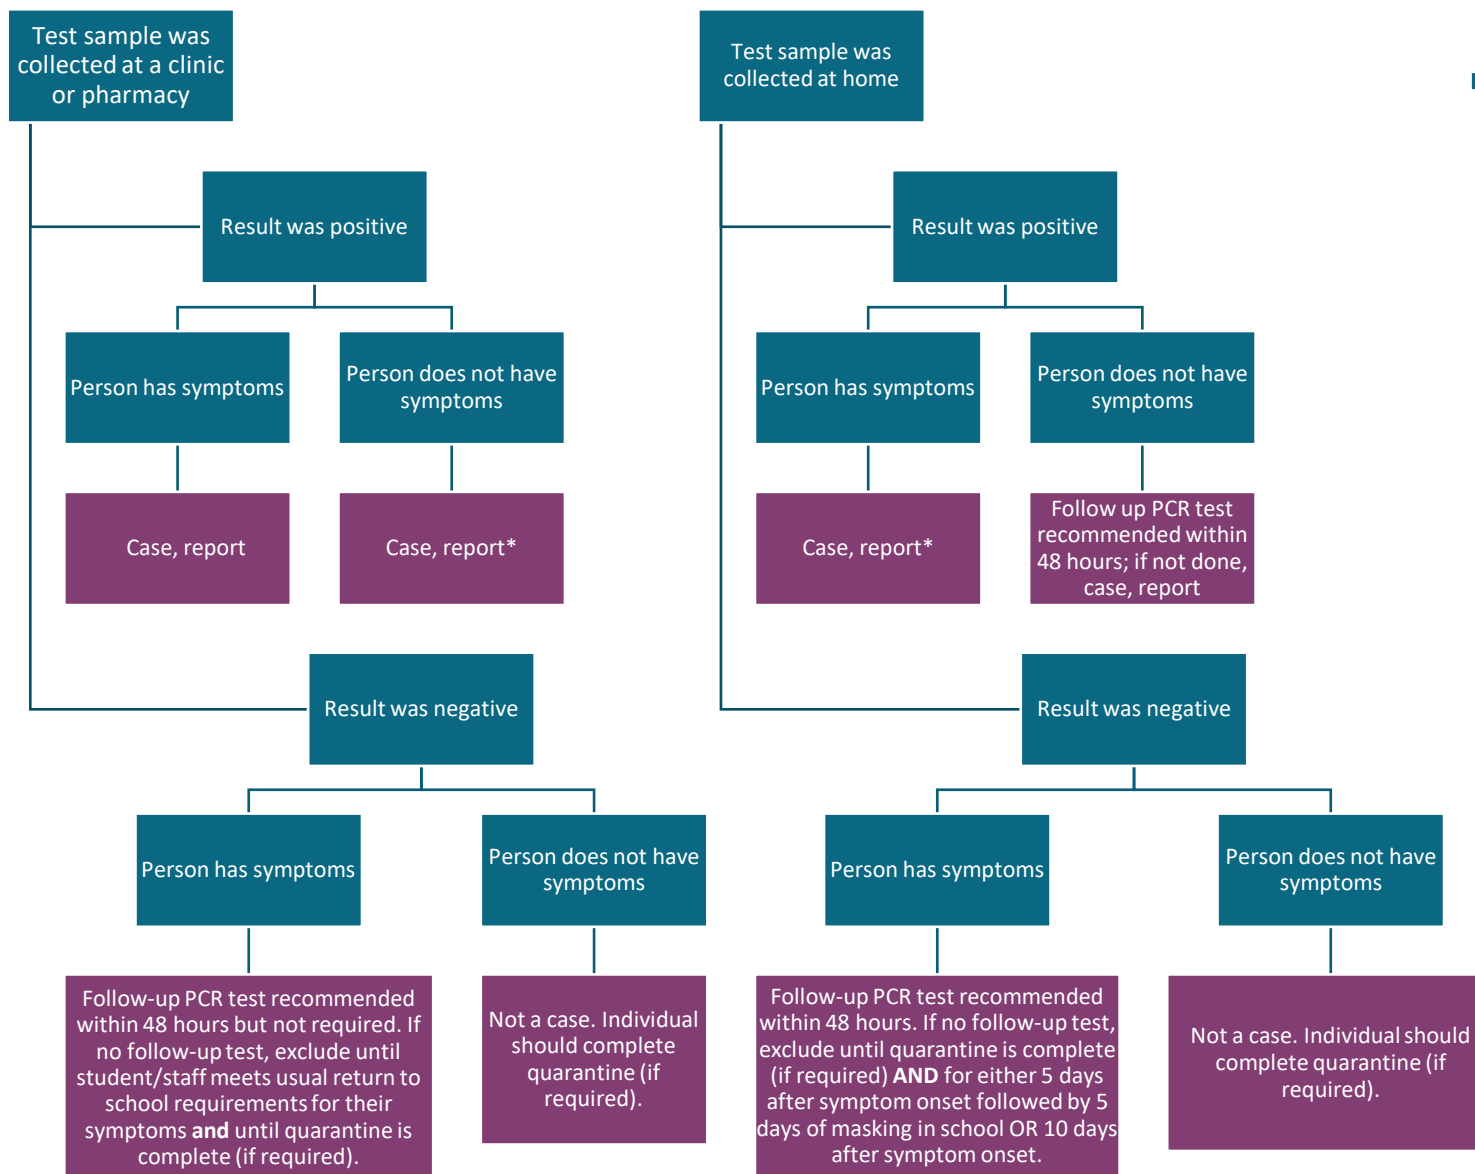 Test sample was
collected at a clinic
or pharmacy
Test sample was
collected at home
Result was positive
Result was positive
Person has symptoms
Person does not have
symptoms
Person has symptoms
Person does not have
symptoms
Case, report
Case, report*
Case, report*
Follow up PCR test
recommended within
48 hours; if not done,
case, report
Result was negative
Result was negative
Person has symptoms
Person does not have
symptoms
Person has symptoms
Person does not have
symptoms
Follow-up PCR test recommended
within 48 hours but not required. If
no follow-up test, exclude until
student/staff meets usual return to
school requirements for their
symptoms and until quarantine is
complete (if required).
Not a case. Individual
should complete
quarantine (if
required).
Follow-up PCR test recommended
within 48 hours. If no follow-up test,
exclude until quarantine is complete
(if required) AND for either 5 days
after symptom onset followed by 5
days of masking in school OR 10 days
after symptom onset.
Not a case. Individual should
complete quarantine (if
required).